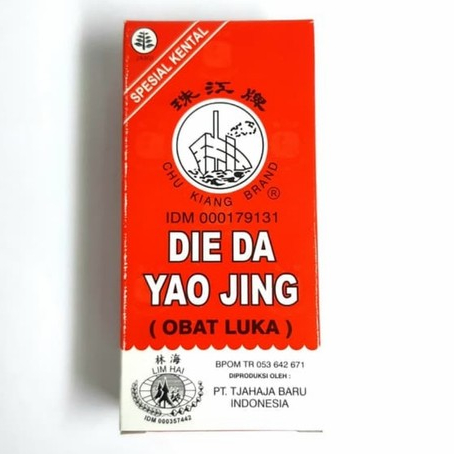 JAMU
SPESIAL KENTAL
珠江牌
CHU KIANG BRAND ®
IDM 000179131
DIE DA
YAO JING
( OBAT LUKA )
林海
LIM HAI
IDM 000357442
BPOM TR 053 642 671
DIPRODUKSI OLEH :
PT. TJAHAJA BARU
INDONESIA